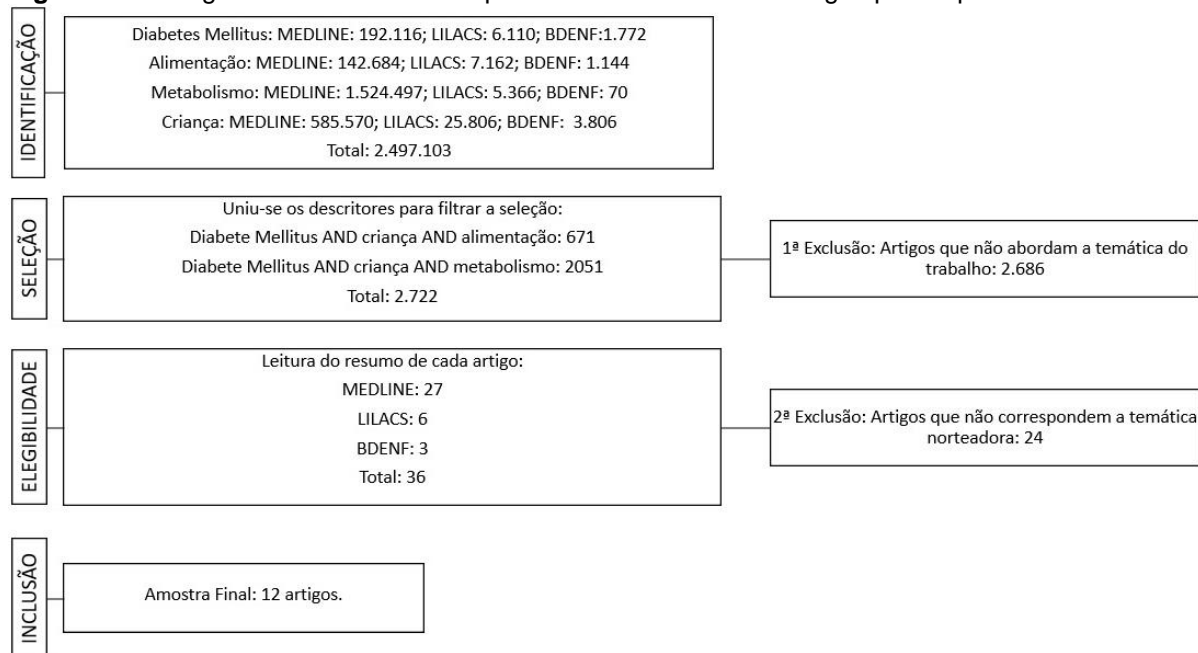 IDENTIFICAÇÃO
Diabetes Mellitus: MEDLINE: 192.116; LILACS: 6.110; BDENF:1.772
Alimentação: MEDLINE: 142.684; LILACS: 7.162; BDENF: 1.144
Metabolismo: MEDLINE: 1.524.497; LILACS: 5.366; BDENF: 70
Criança: MEDLINE: 585.570; LILACS: 25.806; BDENF: 3.806
Total: 2.497.103
SELEÇÃO
Uniu-se os descritores para filtrar a seleção:
Diabete Mellitus AND criança AND alimentação: 671
Diabete Mellitus AND criança AND metabolismo: 2051
Total: 2.722
1ª Exclusão: Artigos que não abordam a temática do
trabalho: 2.686
ELEGIBILIDADE
Leitura do resumo de cada artigo:
MEDLINE: 27
LILACS: 6
BDENF: 3
Total: 36
2ª Exclusão: Artigos que não correspondem a temática
norteadora: 24
INCLUSÃO
Amostra Final: 12 artigos.